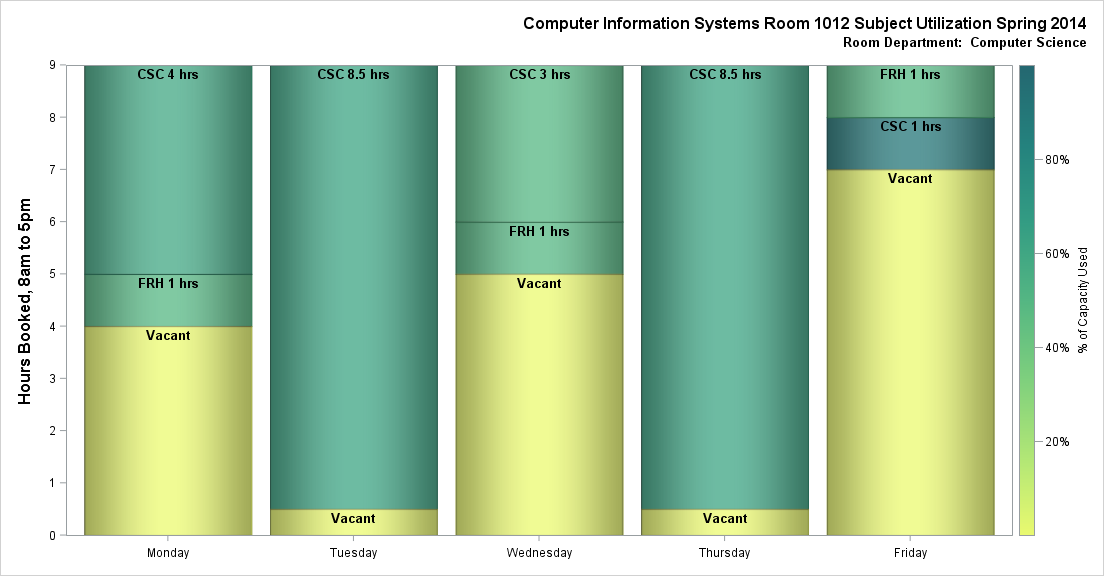 Computer Information Systems Room 1012 Subject Utilization Spring 2014
Room Department: Computer Science
Hours Booked, 8am to 5pm
9
8
7
6
5
4
3
2
1
0
CSC 4 hrs
FRH 1 hrs
Vacant
CSC 8.5 hrs
Vacant
CSC 3 hrs
FRH 1 hrs
Vacant
CSC 8.5 hrs
Vacant
FRH 1 hrs
CSC 1 hrs
Vacant
Monday
Tuesday
Wednesday
Thursday
Friday
80%
60%
40%
20%
% of Capacity Used